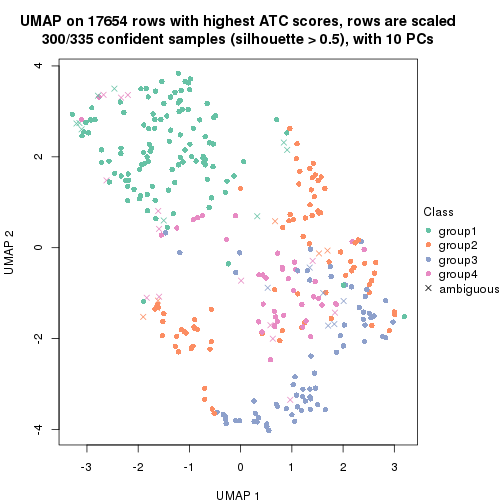 UMAP on 17654 rows with highest ATC scores, rows are scaled
300/335 confident samples (silhouette > 0.5), with 10 PCs
4
2
0
-2
-4
UMAP 2
-3
-2
-1
0
1
2
3
UMAP 1
Class
group1
group2
group3
group4
ambiguous